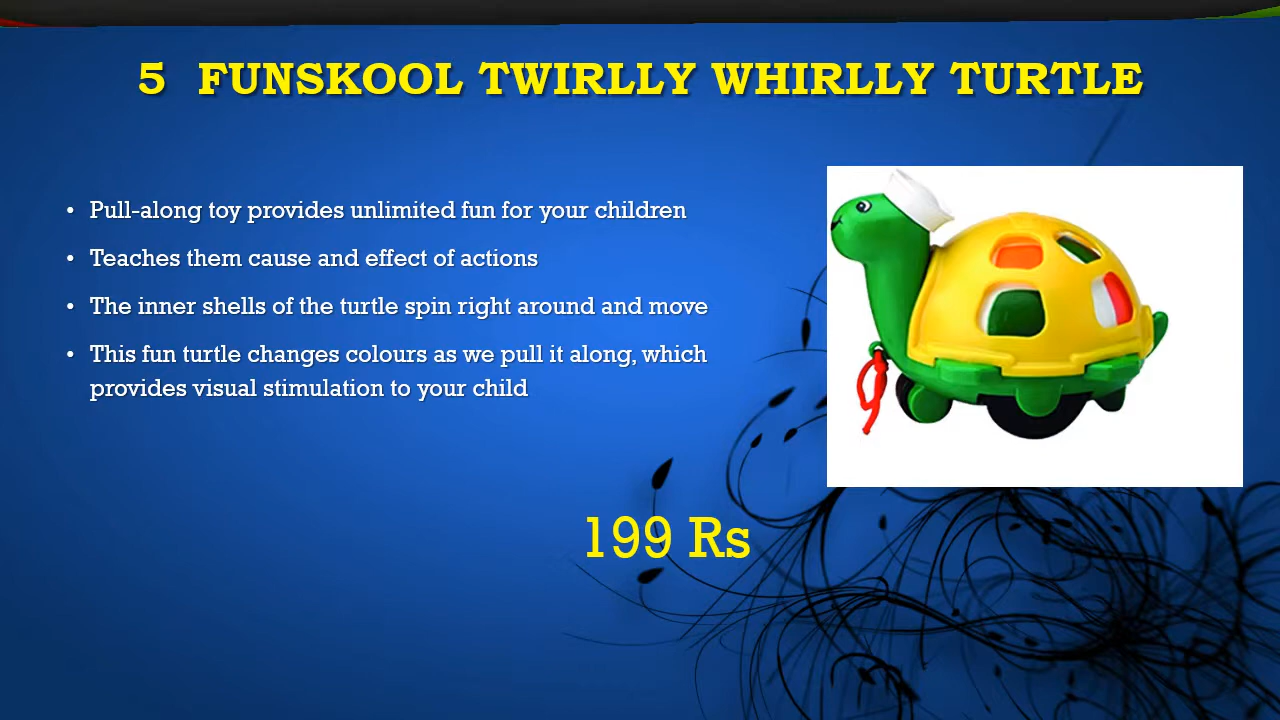 5 FUNSKOOL TWIRLLY WHIRLLY TURTLE
• Pull-along toy provides unlimited fun for your children
• Teaches them cause and effect of actions
• The inner shells of the turtle spin right around and move
• This fun turtle changes colours as we pull it along, which
provides visual stimulation to your child
199 Rs